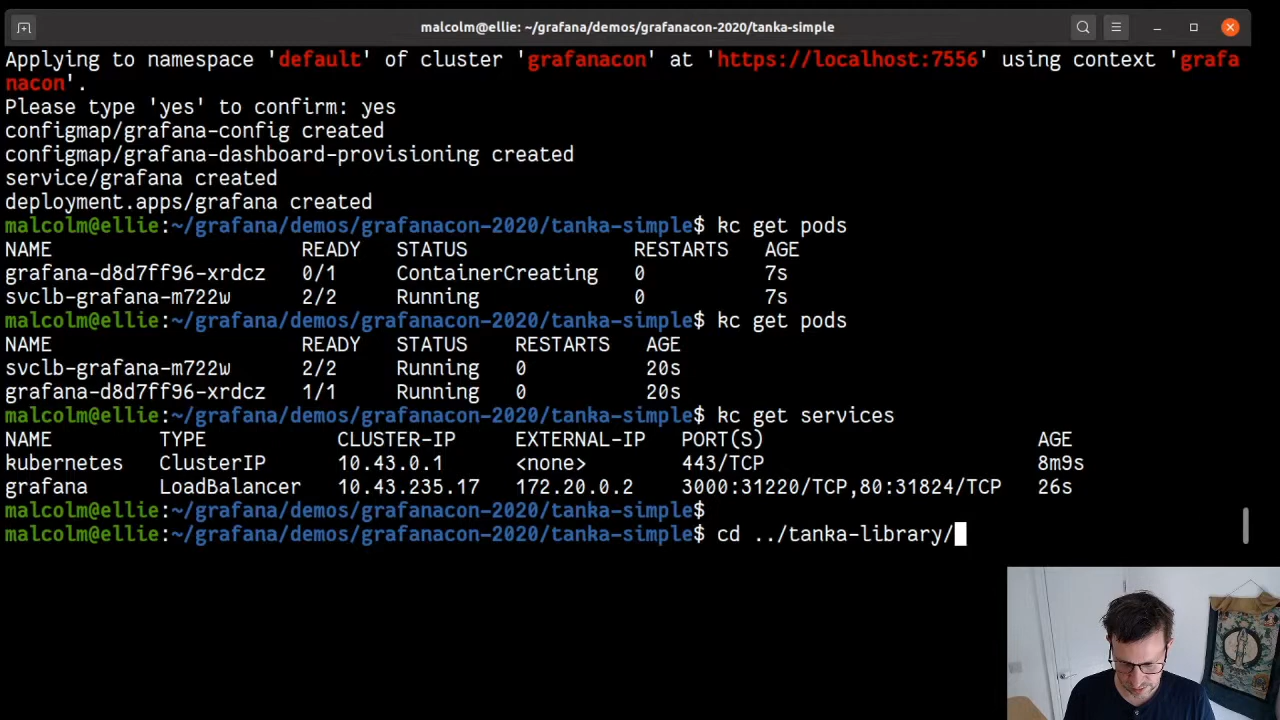 malcolm@ellie: ~/grafana/demos/grafanacon-2020/tanka-simple
Applying to namespace 'default' of cluster 'grafanacon' at 'https://localhost:7556' using context 'grafa
nacon'.
Please type 'yes' to confirm: yes
configmap/grafana-config created
configmap/grafana-dashboard-provisioning created
service/grafana created
deployment.apps/grafana created
malcolm@ellie:~/grafana/demos/grafanacon-2020/tanka-simple$ kc get pods
NAME READY STATUS RESTARTS AGE
grafana-d8d7ff96-xrdcz 0/1 ContainerCreating 0 7s
svclb-grafana-m722w 2/2 Running 0 7s
malcolm@ellie:~/grafana/demos/grafanacon-2020/tanka-simple$ kc get pods
NAME READY STATUS RESTARTS AGE
svclb-grafana-m722w 2/2 Running 0 20s
grafana-d8d7ff96-xrdcz 1/1 Running 0 20s
malcolm@ellie:~/grafana/demos/grafanacon-2020/tanka-simple$ kc get services
NAME TYPE CLUSTER-IP EXTERNAL-IP PORT(S) AGE
kubernetes ClusterIP 10.43.0.1 <none> 443/TCP 8m9s
grafana LoadBalancer 10.43.235.17 172.20.0.2 3000:31220/TCP,80:31824/TCP 26s
malcolm@ellie:~/grafana/demos/grafanacon-2020/tanka-simple$
malcolm@ellie:~/grafana/demos/grafanacon-2020/tanka-simple$ cd ../tanka-library/